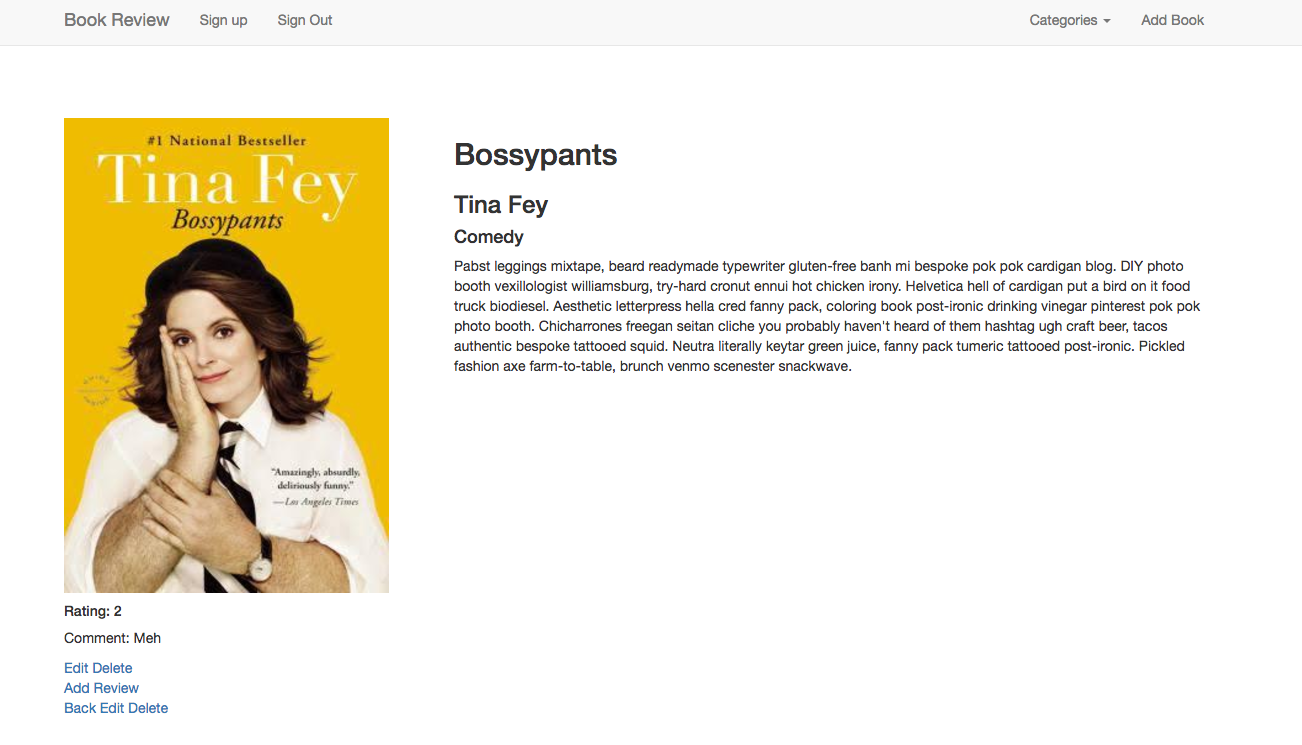 Book Review Sign up Sign Out Categories Add Book
#1 National Bestseller
Tina Fey
Bossypants
"Amazingly, absurdly,
deliriously funny."
—Los Angeles Times
Rating: 2
Comment: Meh
Edit Delete
Add Review
Back Edit Delete
Bossypants
Tina Fey
Comedy
Pabst leggings mixtape, beard readymade typewriter gluten-free banh mi bespoke pok pok cardigan blog. DIY photo
booth vexillologist williamsburg, try-hard cronut ennui hot chicken irony. Helvetica hell of cardigan put a bird on it food
truck biodiesel. Aesthetic letterpress hella cred fanny pack, coloring book post-ironic drinking vinegar pinterest pok pok
photo booth. Chicharrones freegan seitan cliche you probably haven't heard of them hashtag ugh craft beer, tacos
authentic bespoke tattooed squid. Neutra literally keytar green juice, fanny pack tumeric tattooed post-ironic. Pickled
fashion axe farm-to-table, brunch venmo scenester snackwave.